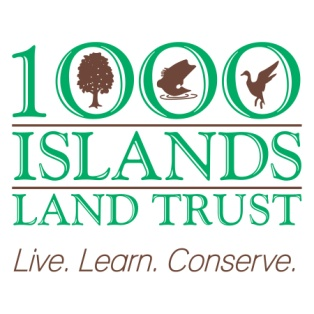 1000
ISLANDS
LAND TRUST
Live. Learn. Conserve.